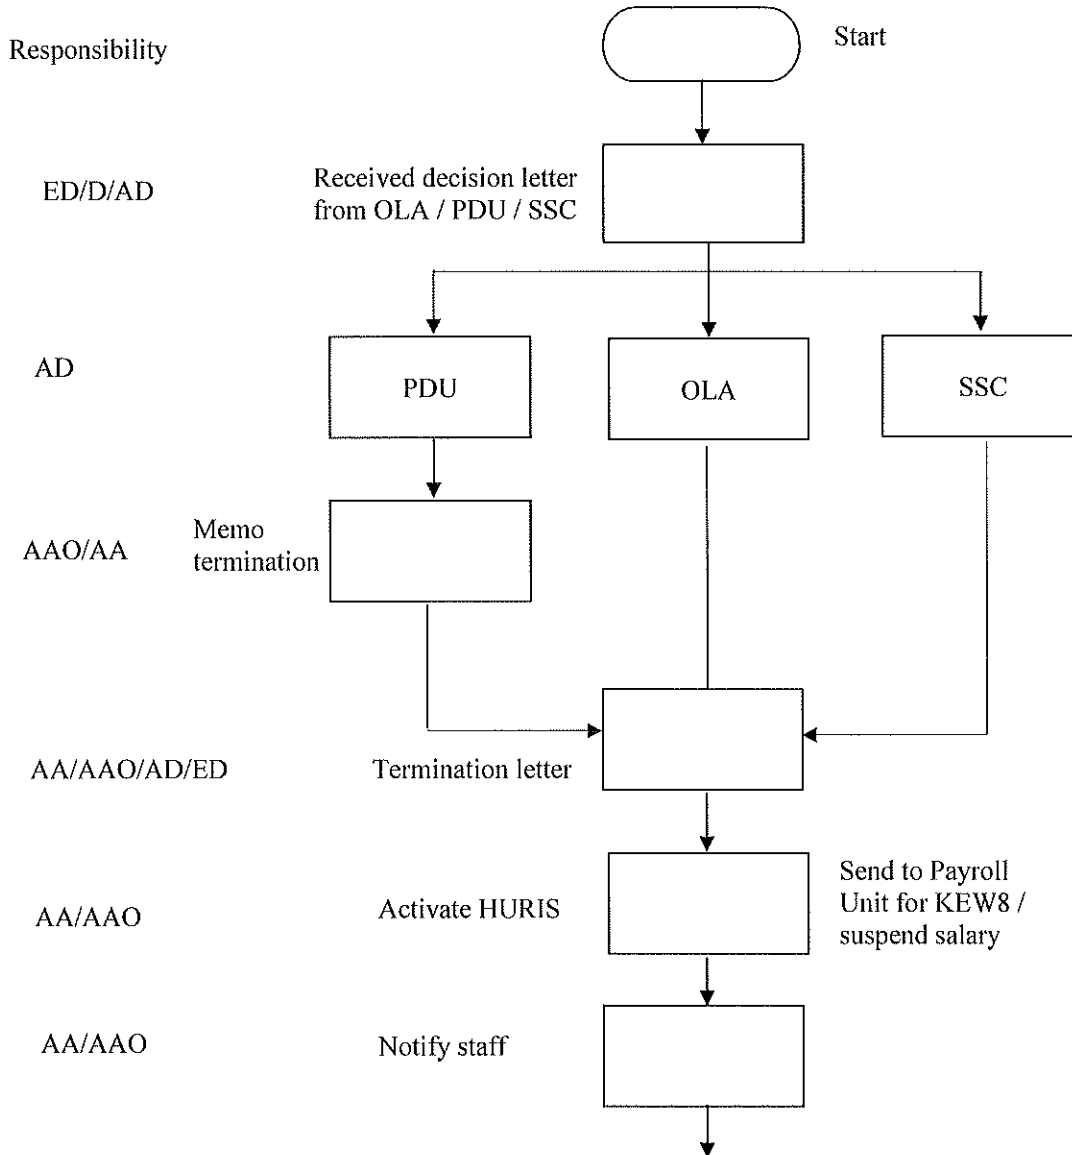 Start
Responsibility
ED/D/AD
Received decision letter
from OLA / PDU / SSC
AD
PDU
OLA
SSC
AAO/AA
Memo
termination
AA/AAO/AD/ED
Termination letter
AA/AAO
Activate HURIS
Send to Payroll
Unit for KEW8 /
suspend salary
AA/AAO
Notify staff